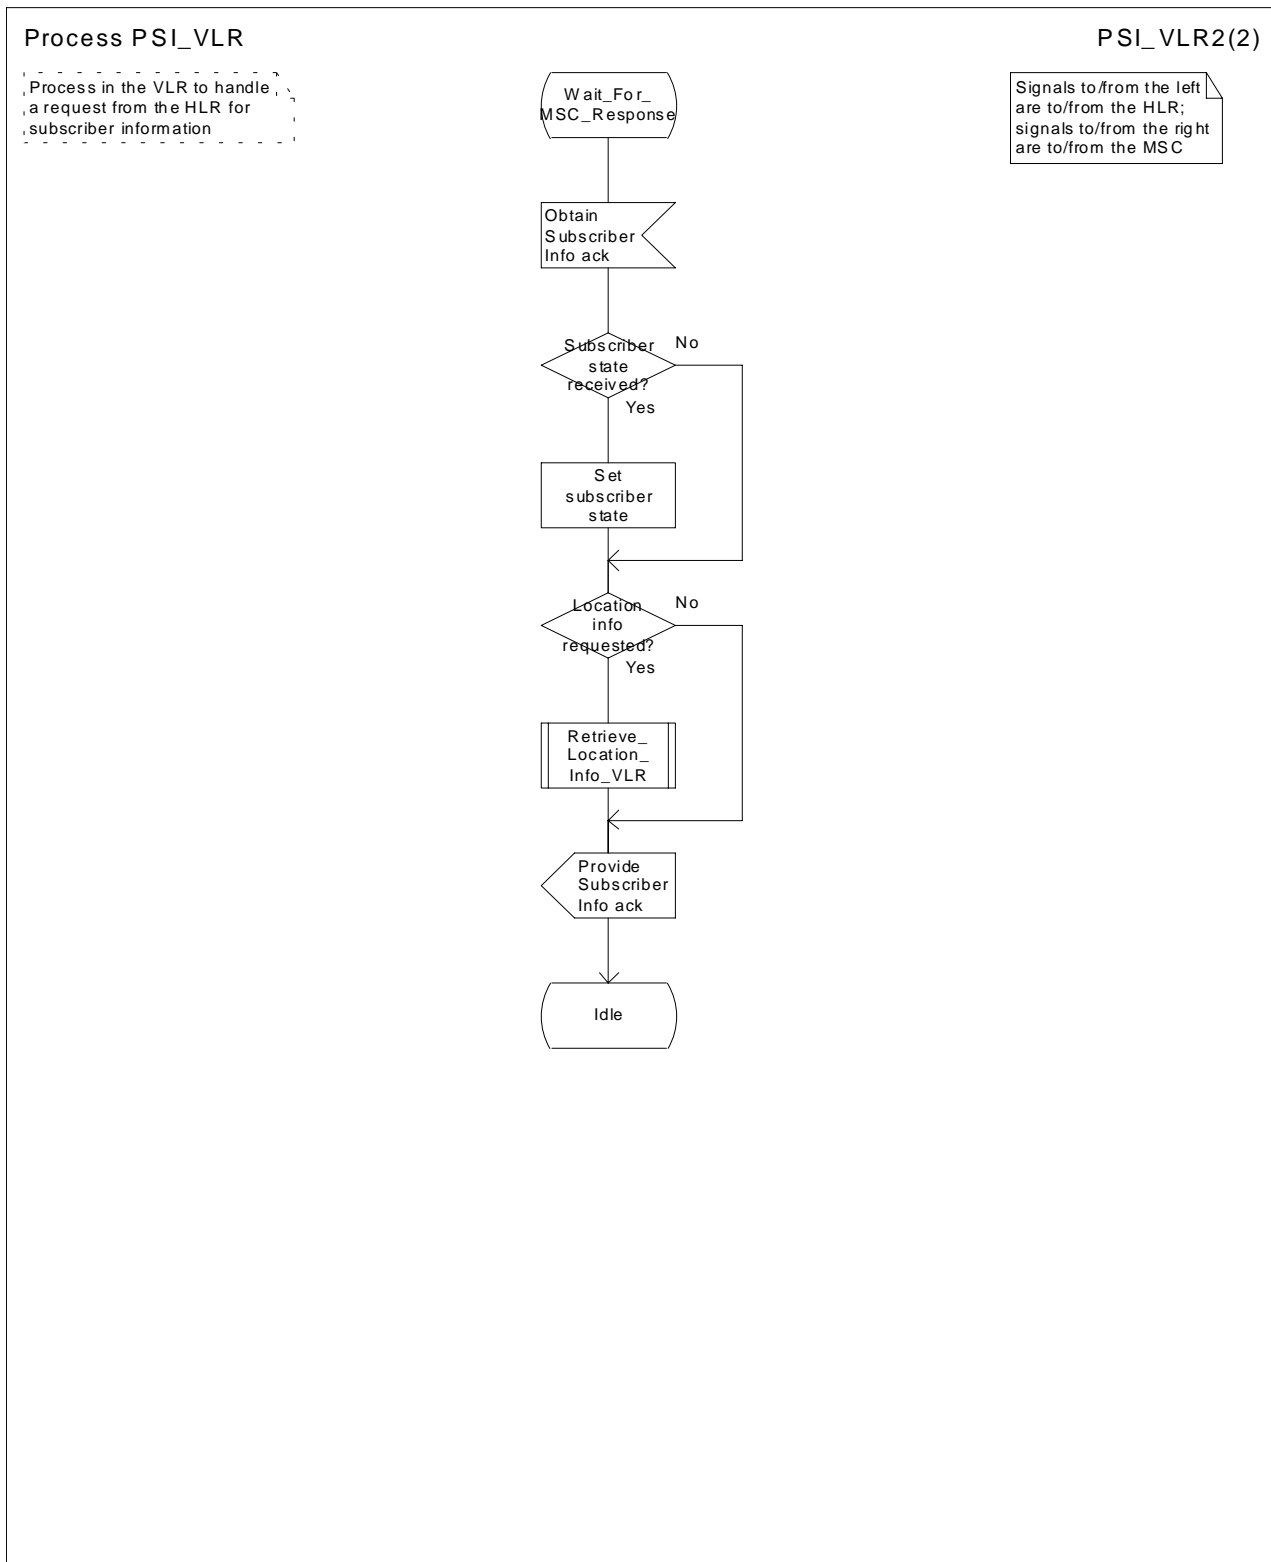 Process PSI_VLR
PSI_VLR2(2)
Process in the VLR to handle
a request from the HLR for
subscriber information
Signals to/from the left
are to/from the HLR;
signals to/from the right
are to/from the MSC
Wait_For_
MSC_Response
Obtain
Subscriber
Info ack
Subscriber
state
received?
No
Yes
Set
subscriber
state
Location
info
requested?
No
Yes
Retrieve_
Location_
Info_VLR
Provide
Subscriber
Info ack
Idle